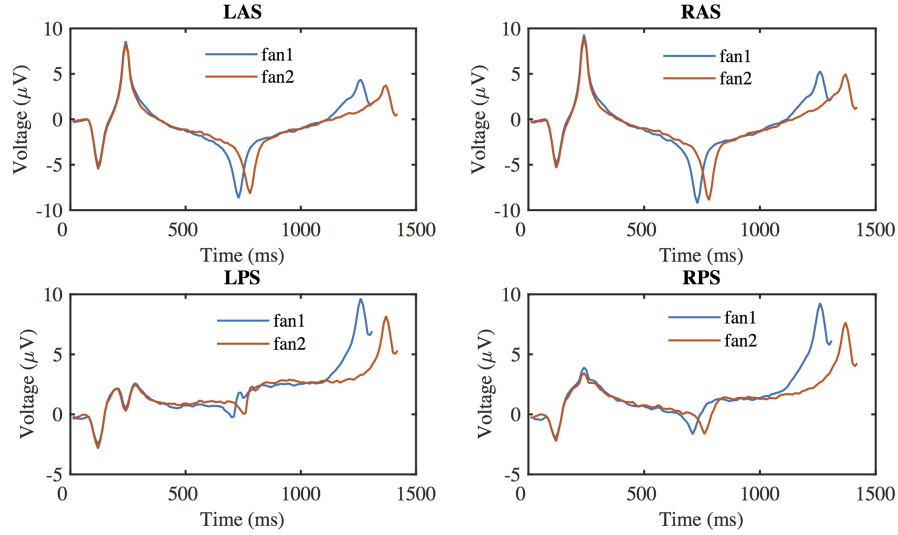 LAS
10
5
0
-5
-10
Voltage (μV)
fan1
fan2
0 500 1000 1500
Time (ms)
RAS
10
5
0
-5
-10
Voltage (μV)
fan1
fan2
0 500 1000 1500
Time (ms)
LPS
10
5
0
-5
Voltage (μV)
fan1
fan2
0 500 1000 1500
Time (ms)
RPS
10
5
0
-5
Voltage (μV)
fan1
fan2
0 500 1000 1500
Time (ms)